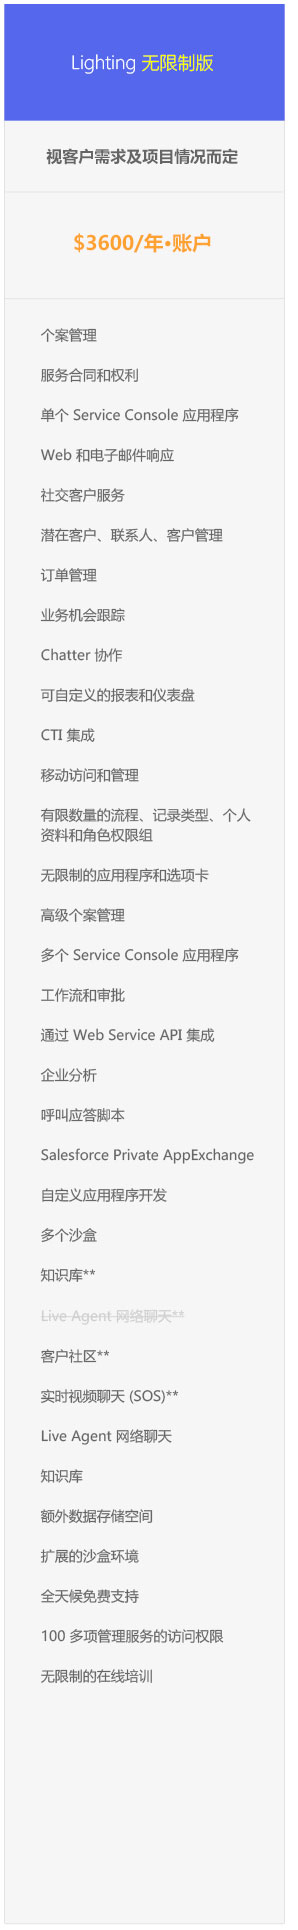 Lighting 无限制版
视客户需求及项目情况而定
$3600/年•账户
个案管理
服务合同和权利
单个 Service Console 应用程序
Web 和电子邮件响应
社交客户服务
潜在客户、联系人、客户管理
订单管理
业务机会跟踪
Chatter 协作
可自定义的报表和仪表盘
CTI 集成
移动访问和管理
有限数量的流程、记录类型、个人
资料和角色权限组
无限制的应用程序和选项卡
高级个案管理
多个 Service Console 应用程序
工作流和审批
通过 Web Service API 集成
企业分析
呼叫应答脚本
Salesforce Private AppExchange
自定义应用程序开发
多个沙盒
知识库**
Live Agent 网络聊天**
客户社区**
实时视频聊天 (SOS)**
Live Agent 网络聊天
知识库
额外数据存储空间
扩展的沙盒环境
全天候免费支持
100 多项管理服务的访问权限
无限制的在线培训